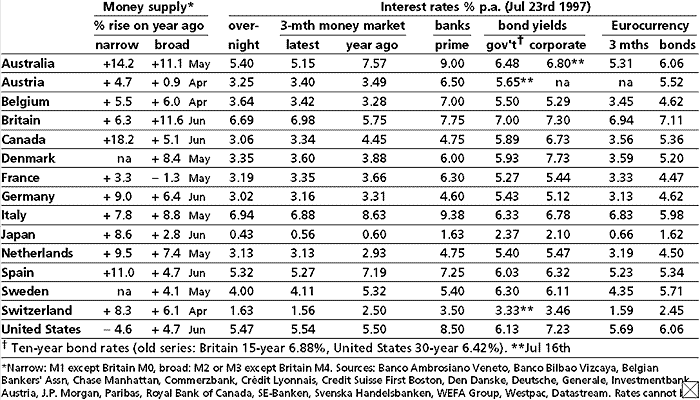 Money supply* Interest rates % p.a. (Jul 23rd 1997)
% rise on year ago over- 3-mth money market banks bond yields Eurocurrency
narrow broad night latest year ago prime gov't† corporate 3 mths bonds
Australia +14.2 +11.1 May 5.40 5.15 7.57 9.00 6.48 6.80** 5.31 6.06
Austria + 4.7 + 0.9 Apr 3.25 3.40 3.49 6.50 5.65** na na 5.52
Belgium + 5.5 + 6.0 Apr 3.64 3.42 3.28 7.00 5.50 5.29 3.45 4.62
Britain + 6.3 +11.6 Jun 6.69 6.98 5.75 7.75 7.00 7.30 6.94 7.11
Canada +18.2 + 5.1 Jun 3.06 3.34 4.45 4.75 5.89 6.73 3.56 5.36
Denmark na + 8.4 May 3.35 3.60 3.88 6.00 5.93 7.73 3.59 5.20
France + 3.3 – 1.3 May 3.19 3.35 3.66 6.30 5.27 5.44 3.33 4.47
Germany + 9.0 + 6.4 Jun 3.02 3.16 3.31 4.60 5.43 5.12 3.13 4.62
Italy + 7.8 + 8.8 May 6.94 6.88 8.63 9.38 6.33 6.78 6.83 5.98
Japan + 8.6 + 2.8 Jun 0.43 0.56 0.60 1.63 2.37 2.10 0.66 1.62
Netherlands + 9.5 + 7.4 May 3.13 3.13 2.93 4.75 5.40 5.47 3.19 4.50
Spain +11.0 + 4.7 Jun 5.32 5.27 7.19 7.25 6.03 6.32 5.23 5.34
Sweden na + 4.1 May 4.00 4.11 5.32 5.40 6.30 6.11 4.35 5.71
Switzerland + 8.3 + 6.1 Apr 1.63 1.56 2.50 3.50 3.33** 3.46 1.59 2.45
United States – 4.6 + 4.7 Jun 5.47 5.54 5.50 8.50 6.13 7.23 5.69 6.06
† Ten-year bond rates (old series: Britain 15-year 6.88%, United States 30-year 6.42%). **Jul 16th
*Narrow: M1 except Britain M0, broad: M2 or M3 except Britain M4. Sources: Banco Ambrosiano Veneto, Banco Bilbao Vizcaya, Belgian
Bankers' Assn, Chase Manhattan, Commerzbank, Crédit Lyonnais, Credit Suisse First Boston, Den Danske, Deutsche, Generale, Investmentbank
Austria, J.P. Morgan, Paribas, Royal Bank of Canada, SE-Banken, Svenska Handelsbanken, WEFA Group, Westpac, Datastream. Rates cannot